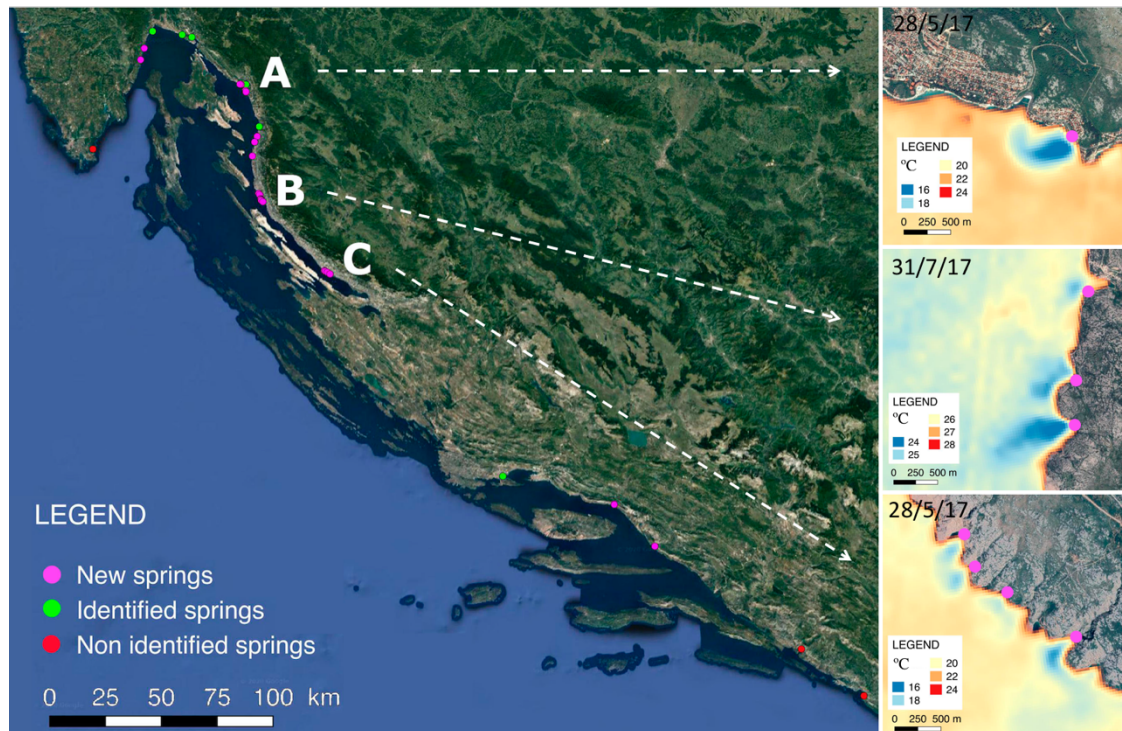 A
B
C
LEGEND
New springs
Identified springs
Non identified springs
0 25 50 75 100 km
28/5/17
LEGEND
ºC
20
22
16
24
18
0 250 500 m
31/7/17
LEGEND
ºC
26
27
24
28
25
0 250 500 m
28/5/17
LEGEND
ºC
20
22
16
24
18
0 250 500 m